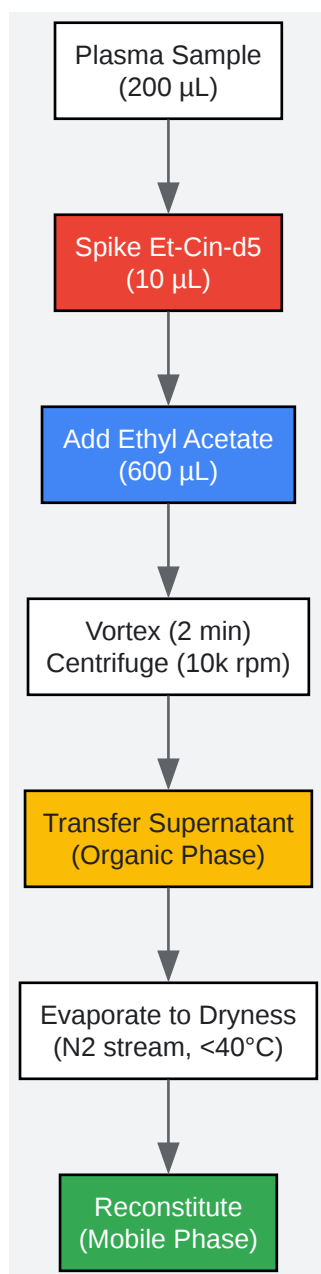 Plasma Sample
(200 µL)
Spike Et-Cin-d5
(10 µL)
Add Ethyl Acetate
(600 µL)
Vortex (2 min)
Centrifuge (10k rpm)
Transfer Supernatant
(Organic Phase)
Evaporate to Dryness
(N2 stream, <40°C)
Reconstitute
(Mobile Phase)